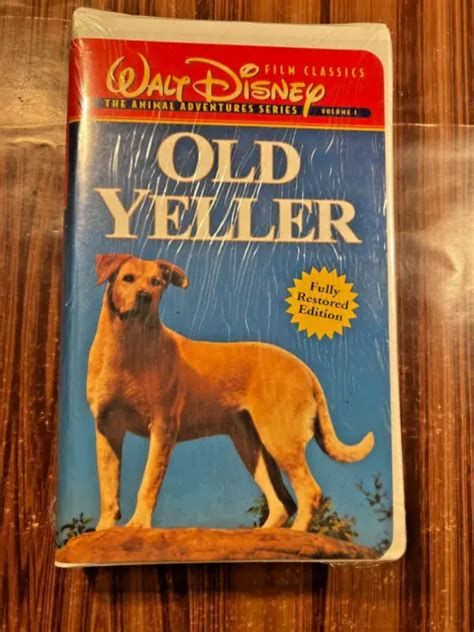 WALT DISNEY
FILM CLASSICS
THE ANIMAL ADVENTURES SERIES VOLUME 1
OLD
YELLER
Fully
Restored
Edition